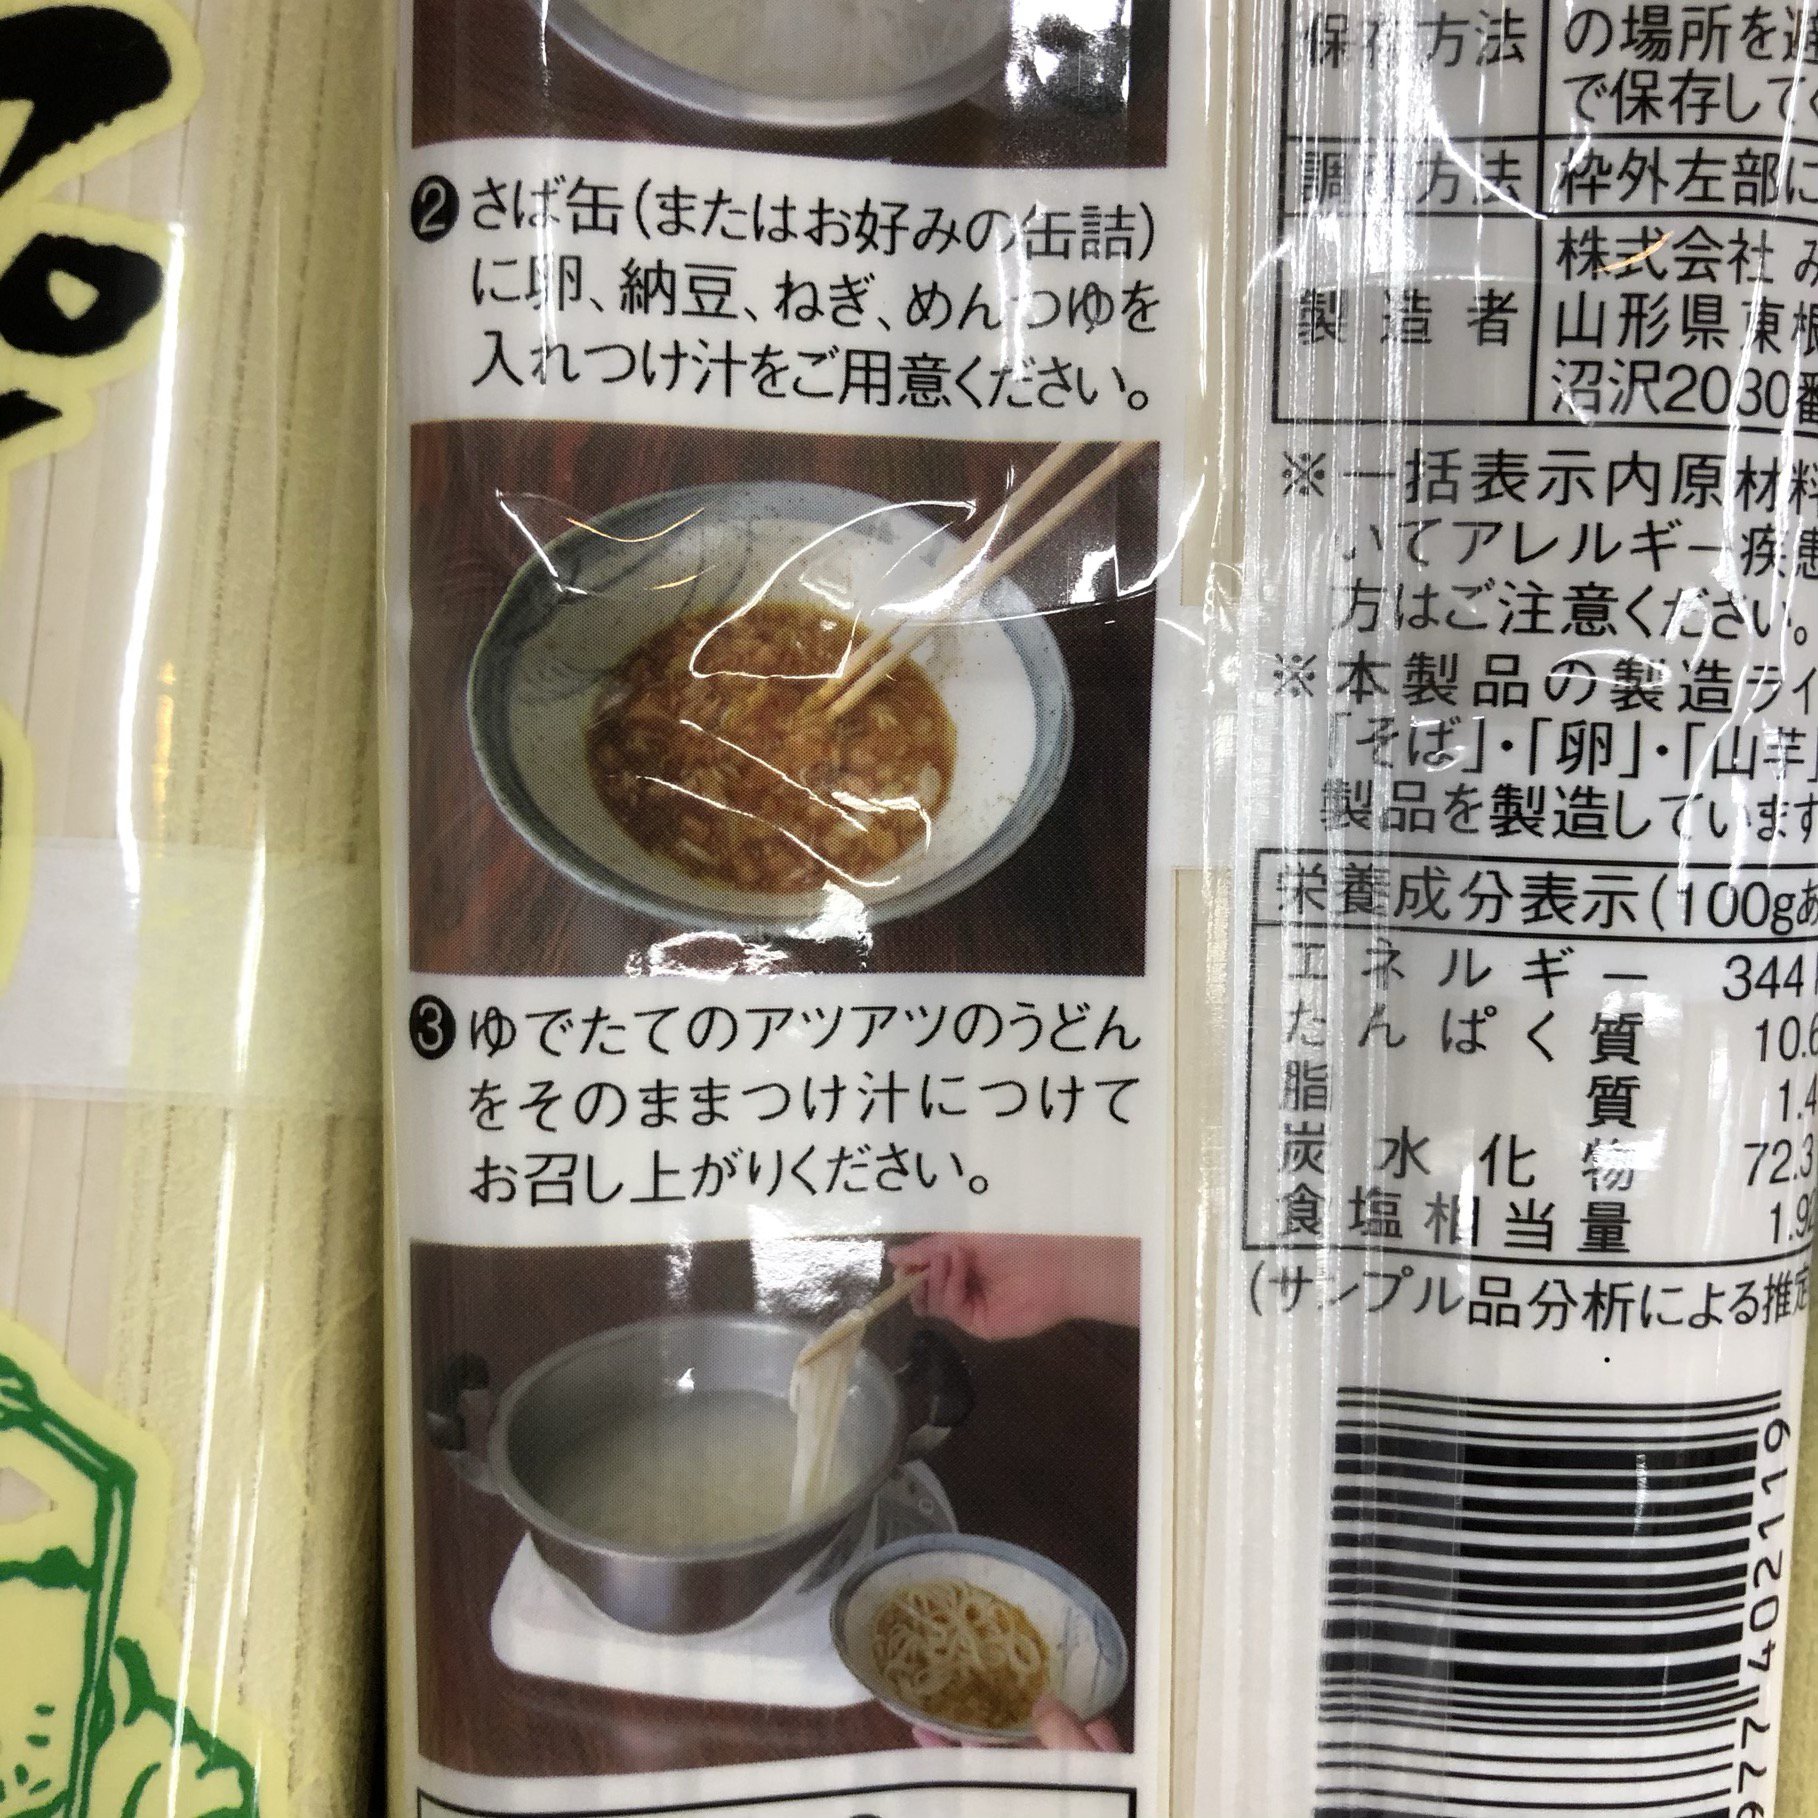 ❷さば缶(またはお好みの缶詰)
に卵、納豆、ねぎ、めんつゆを
入れつけ汁をご用意ください。
❸ゆでたてのアツアツのうどん
をそのままつけ汁につけて
お召し上がりください。
保存方法 の場所を避
で保存して
調理方法 枠外左部に
製造者 株式会社 み
山形県東根
沼沢2030番
※一括表示内原材料
いてアレルギー疾患
方はご注意ください。
※本製品の製造ライ
「そば」・「卵」・「山芋」
製品を製造しています
栄養成分表示(100gあ
エネルギー 344
たんぱく質 10.6
脂質 1.4
炭水化物 72.3
食塩相当量 1.9
(サンプル品分析による推定
77402119